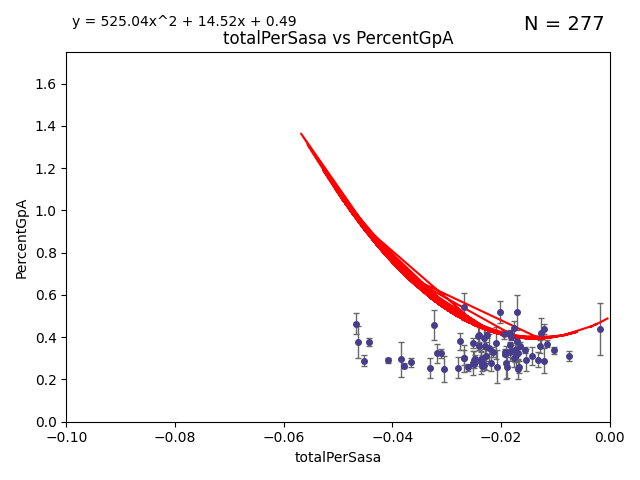 y = 525.04x^2 + 14.52x + 0.49
N = 277
totalPerSasa vs PercentGpA
PercentGpA
1.6
1.4
1.2
1.0
0.8
0.6
0.4
0.2
0.0
−0.10 −0.08 −0.06 −0.04 −0.02 0.00
totalPerSasa